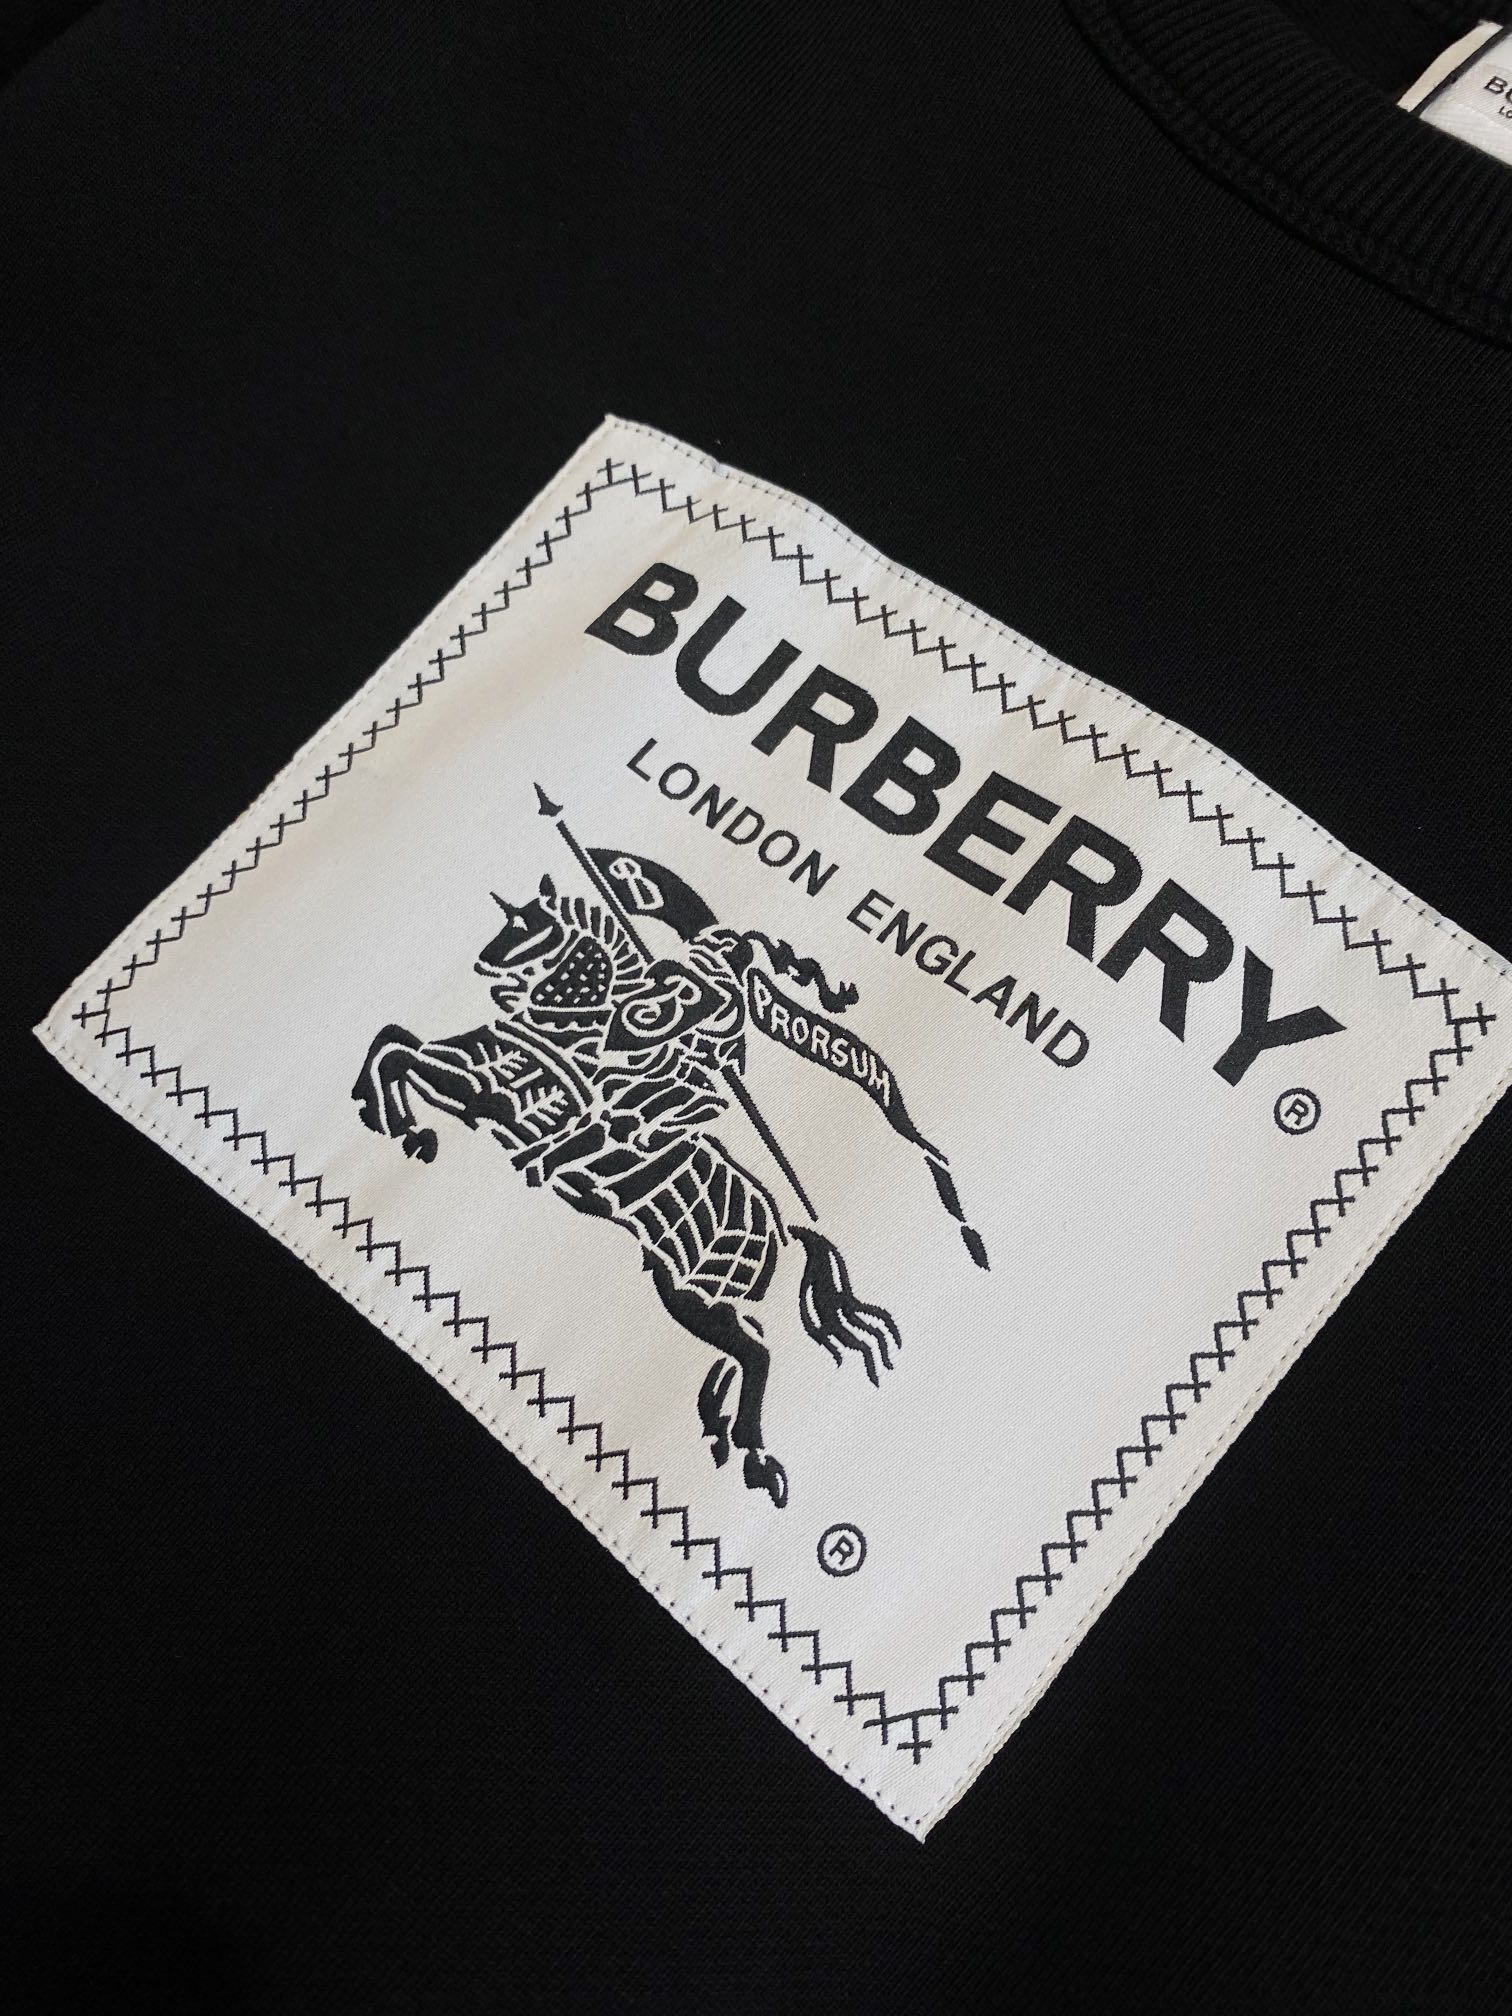 BURBERRY ®
LONDON ENGLAND
B
PRORSUM
®